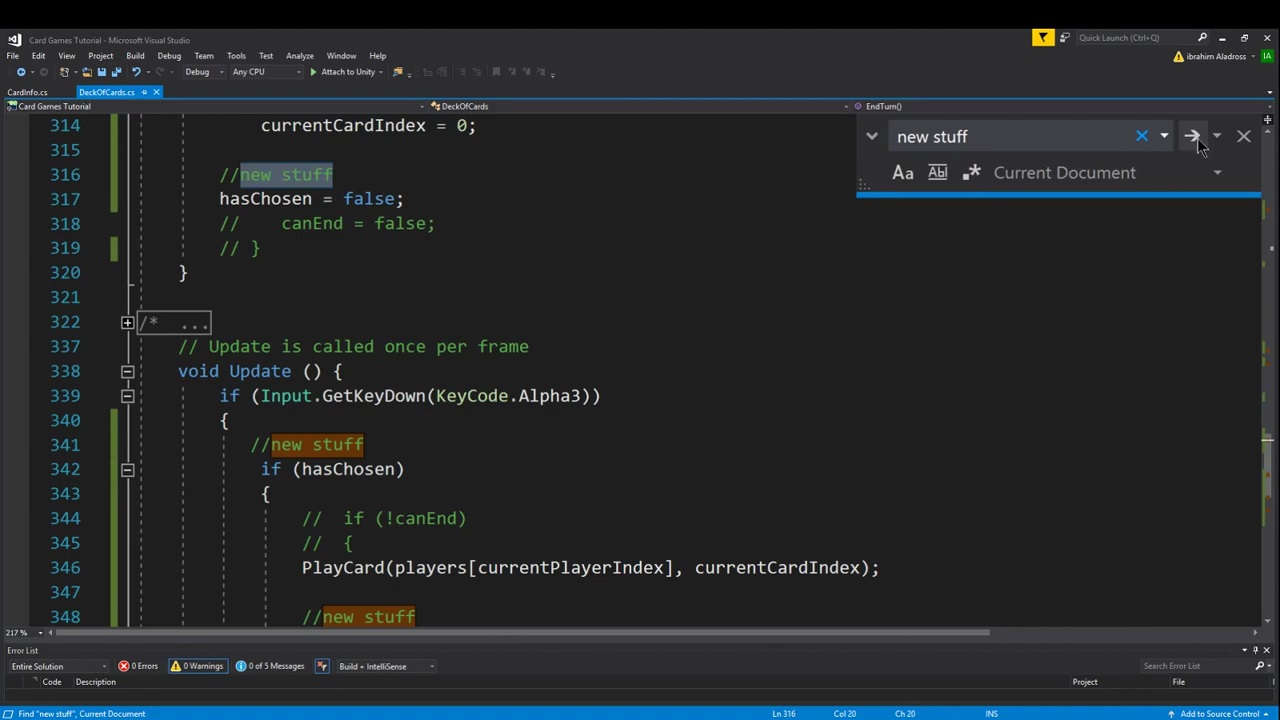 Card Games Tutorial - Microsoft Visual Studio
Quick Launch (Ctrl+Q)
File Edit View Project Build Debug Team Tools Test Analyze Window Help
ibrahim Aladross
IA
Debug Any CPU Attach to Unity
CardInfo.cs DeckOfCards.cs
Card Games Tutorial DeckOfCards EndTurn()
new stuff
Aa Abl Current Document
314 currentCardIndex = 0;
315
316 //new stuff
317 hasChosen = false;
318 // canEnd = false;
319 // }
320 }
321
322 /* ...
337 // Update is called once per frame
338 void Update () {
339 if (Input.GetKeyDown(KeyCode.Alpha3))
340 {
341 //new stuff
342 if (hasChosen)
343 {
344 // if (!canEnd)
345 // {
346 PlayCard(players[currentPlayerIndex], currentCardIndex);
347
348 //new stuff
217 %
Error List
Entire Solution 0 Errors 0 Warnings 0 of 5 Messages Build + IntelliSense Search Error List
Code Description Project File
Find "new stuff", Current Document Ln 316 Col 20 Ch 20 INS Add to Source Control